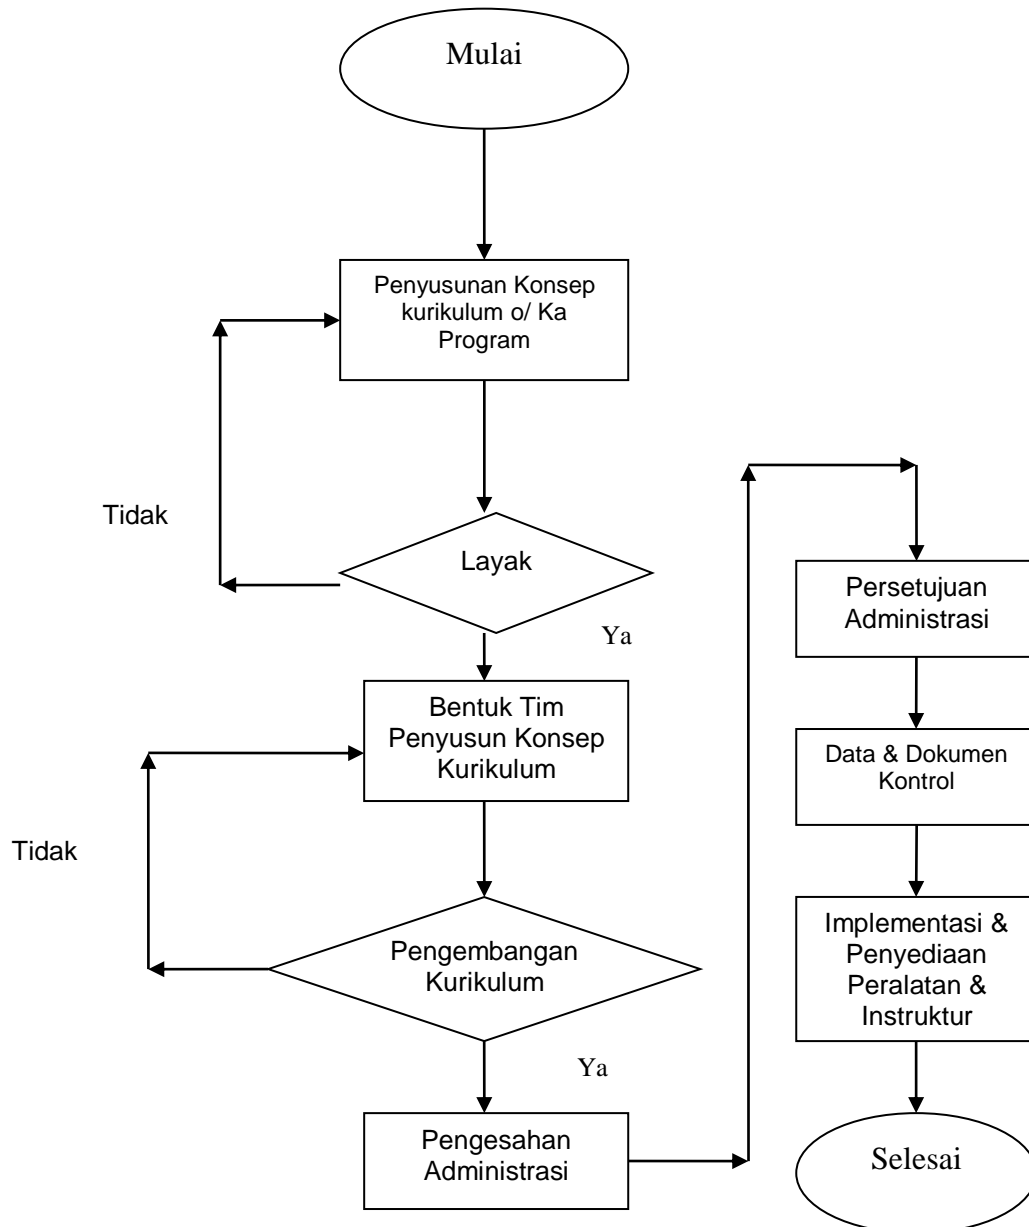 Mulai
Penyusunan Konsep
kurikulum o/ Ka
Program
Tidak
Layak
Ya
Bentuk Tim
Penyusun Konsep
Kurikulum
Tidak
Pengembangan
Kurikulum
Ya
Pengesahan
Administrasi
Persetujuan
Administrasi
Data & Dokumen
Kontrol
Implementasi &
Penyediaan
Peralatan &
Instruktur
Selesai